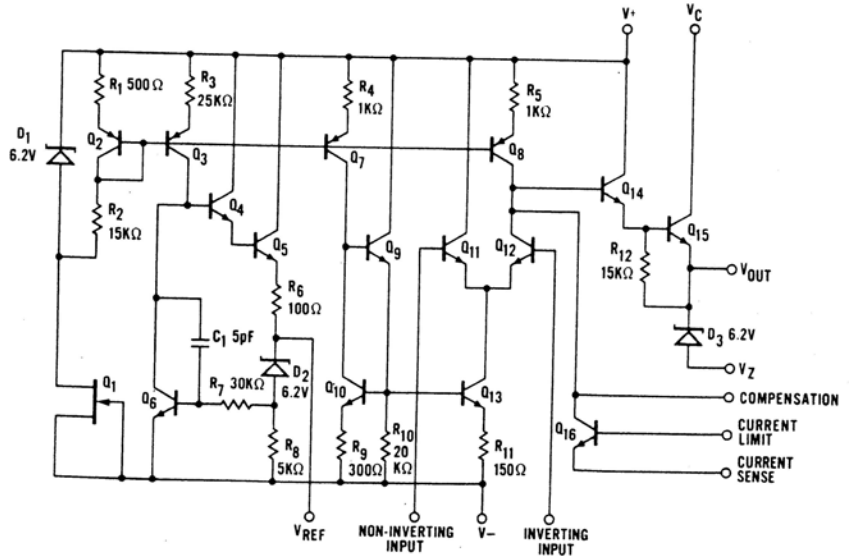 V+
VC
R1 500Ω
R3
25KΩ
R4
1KΩ
R5
1KΩ
D1
6.2V
Q2
Q3
Q7
Q8
Q14
R2
15KΩ
Q4
Q5
Q9
Q11
Q12
Q15
R12
15KΩ
VOUT
R6
100Ω
C1 5pF
D2
6.2V
D3 6.2V
VZ
Q1
Q6
R7 30KΩ
Q10
Q13
COMPENSATION
R8
5KΩ
R9
300Ω
R10
20
KΩ
R11
150Ω
Q16
CURRENT
LIMIT
CURRENT
SENSE
VREF
NON-INVERTING
INPUT
V–
INVERTING
INPUT